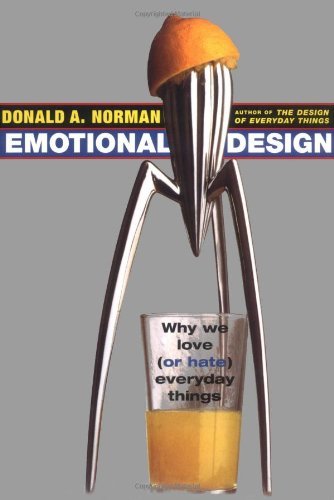 DONALD A. NORMAN
AUTHOR OF THE DESIGN
OF EVERYDAY THINGS
EMOTIONAL DESIGN
Why we
love
(or hate)
everyday
things